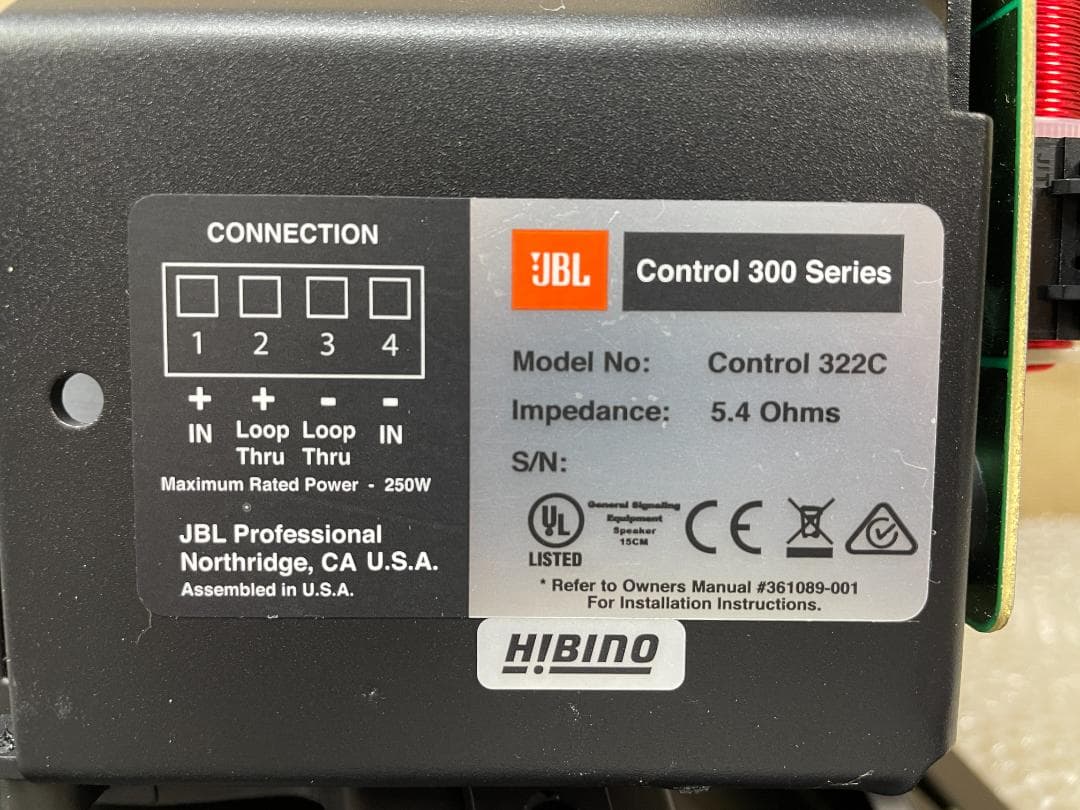 CONNECTION
1 2 3 4
+ + - -
IN Loop Thru Loop Thru IN
Maximum Rated Power - 250W
JBL Professional
Northridge, CA U.S.A.
Assembled in U.S.A.
JBL
Control 300 Series
Model No: Control 322C
Impedance: 5.4 Ohms
S/N:
UL
LISTED
General Signaling
Equipment
Speaker
15CM
CE
* Refer to Owners Manual #361089-001
For Installation Instructions.
HIBINO